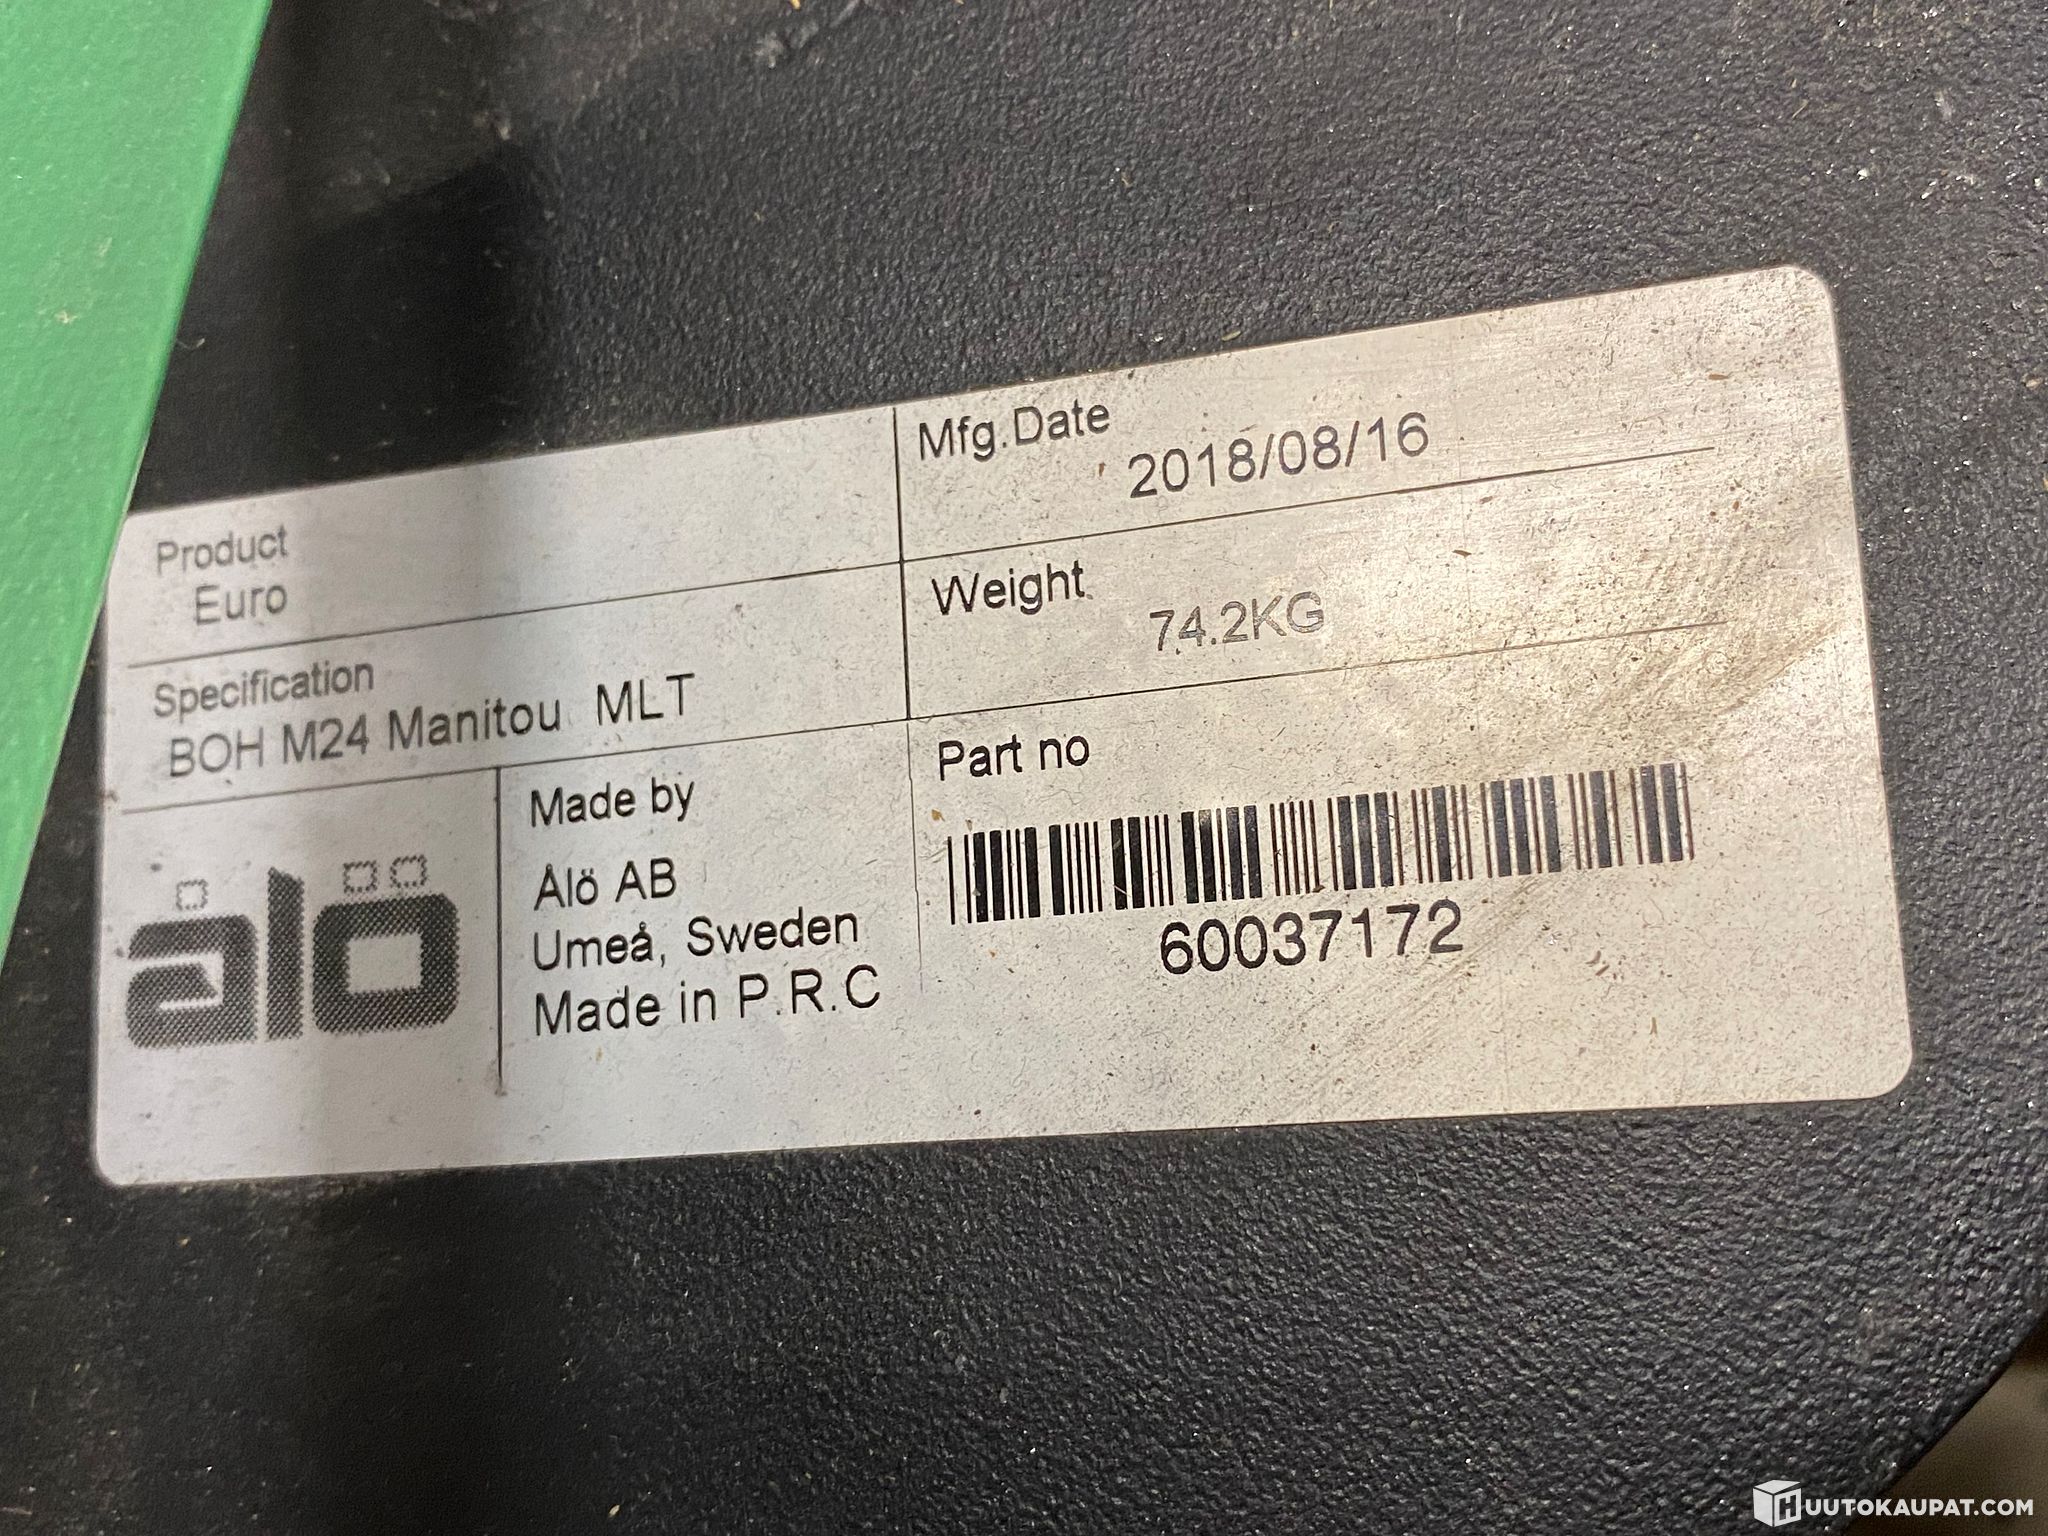 Product
Euro
Mfg.Date
2018/08/16
Specification
BOH M24 Manitou MLT
Weight
74.2KG
ålö
Made by
Ålö AB
Umeå, Sweden
Made in P.R.C
Part no
60037172
HUUTOKAUPAT.COM